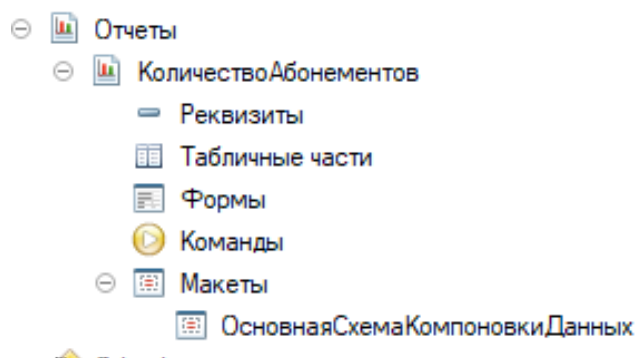 Отчеты
КоличествоАбонементов
Реквизиты
Табличные части
Формы
Команды
Макеты
ОсновнаяСхемаКомпоновкиДанных